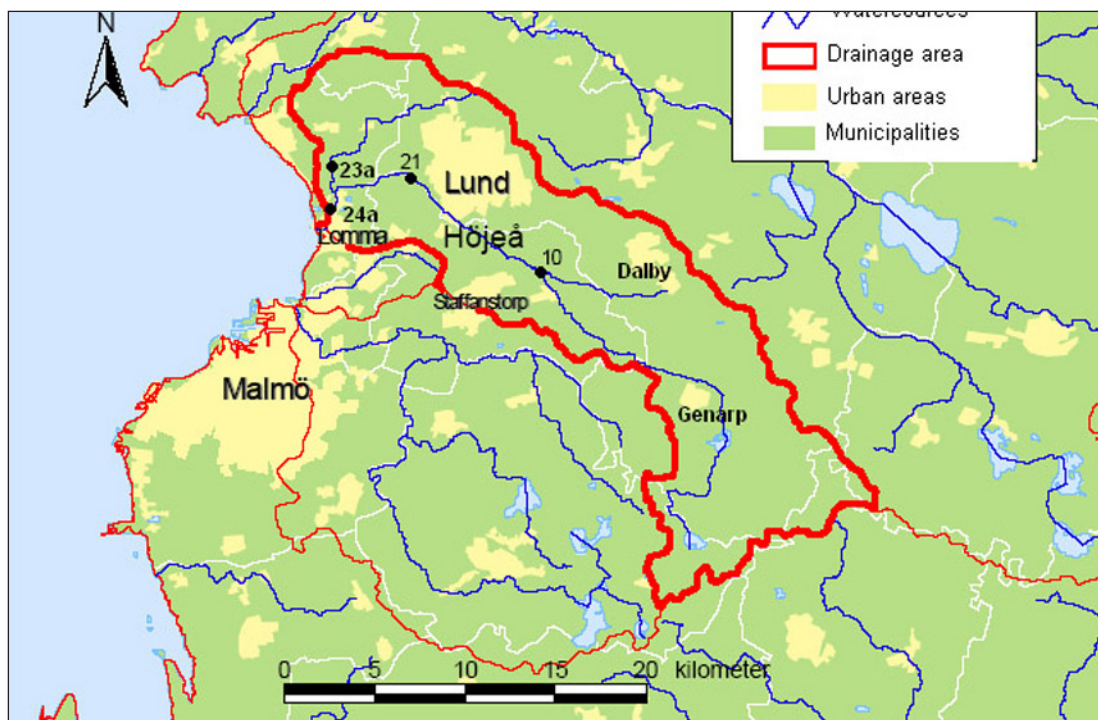 N
Watercources
Drainage area
Urban areas
Municipalities
23a
21
Lund
24a
Lomma
Höjeå
10
Dalby
Staffanstorp
Malmö
Genarp
0 5 10 15 20 kilometer